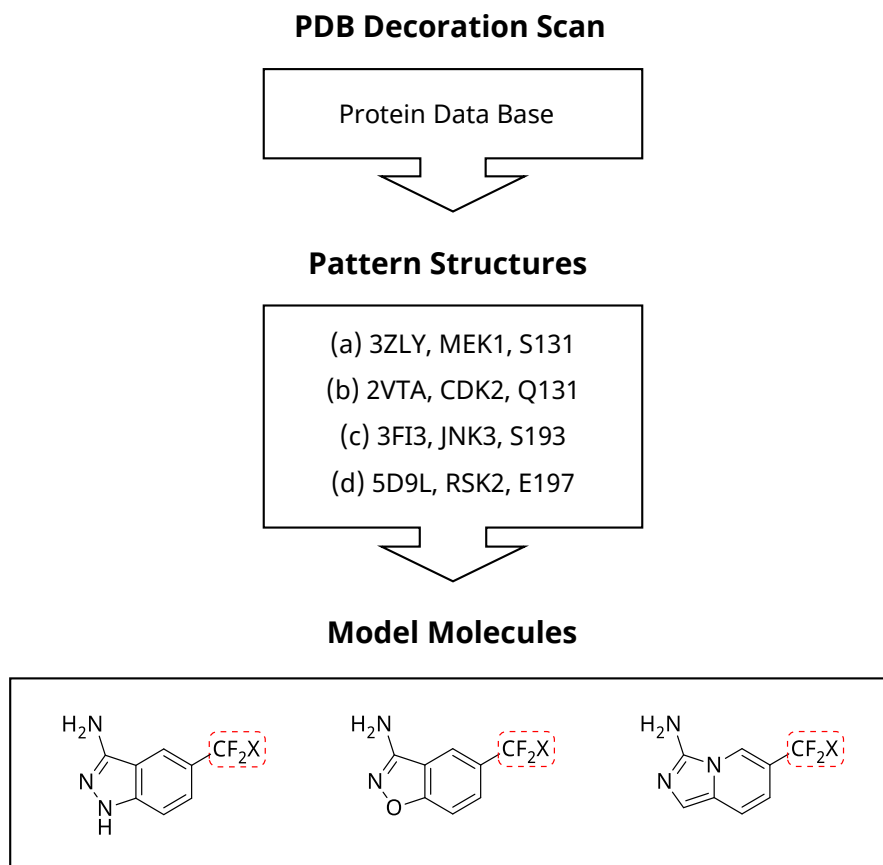 PDB Decoration Scan
Protein Data Base
Pattern Structures
(a) 3ZLY, MEK1, S131
(b) 2VTA, CDK2, Q131
(c) 3FI3, JNK3, S193
(d) 5D9L, RSK2, E197
Model Molecules
H₂N CF₂X N N H
H₂N CF₂X N O
H₂N CF₂X N N